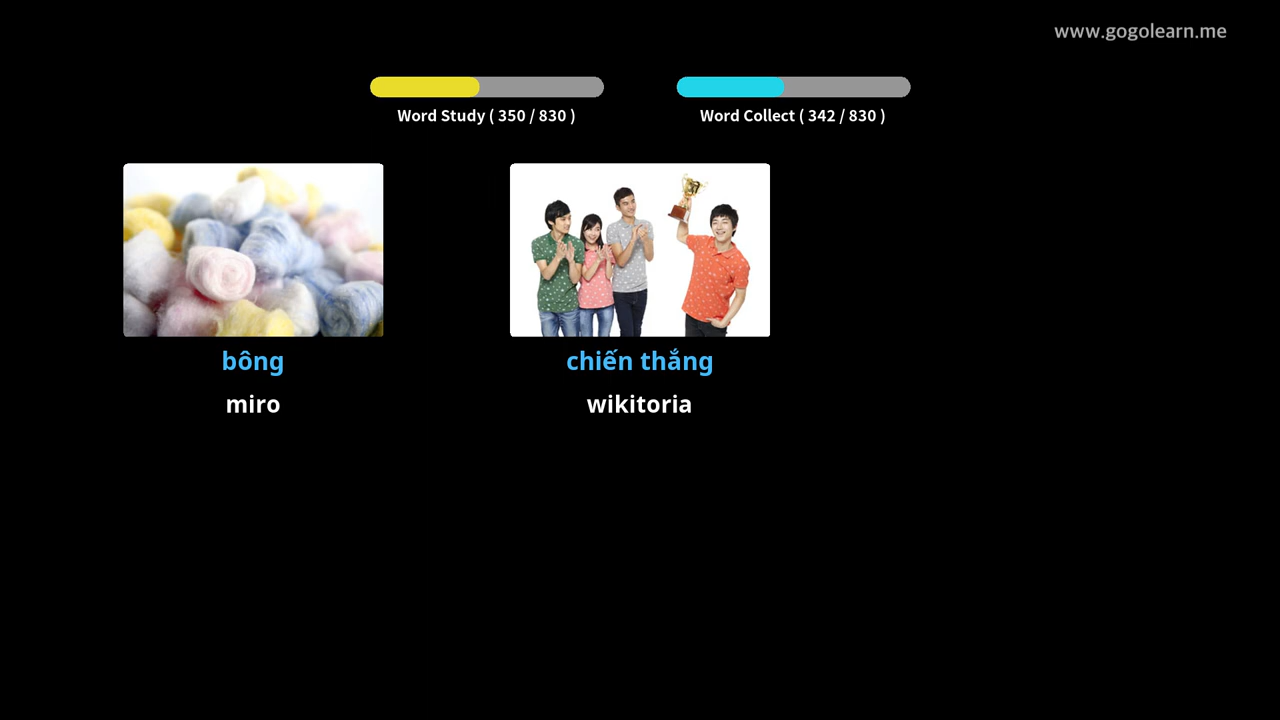 www.gogolearn.me
Word Study ( 350 / 830 )
Word Collect ( 342 / 830 )
bông
chiến thắng
miro
wikitoria